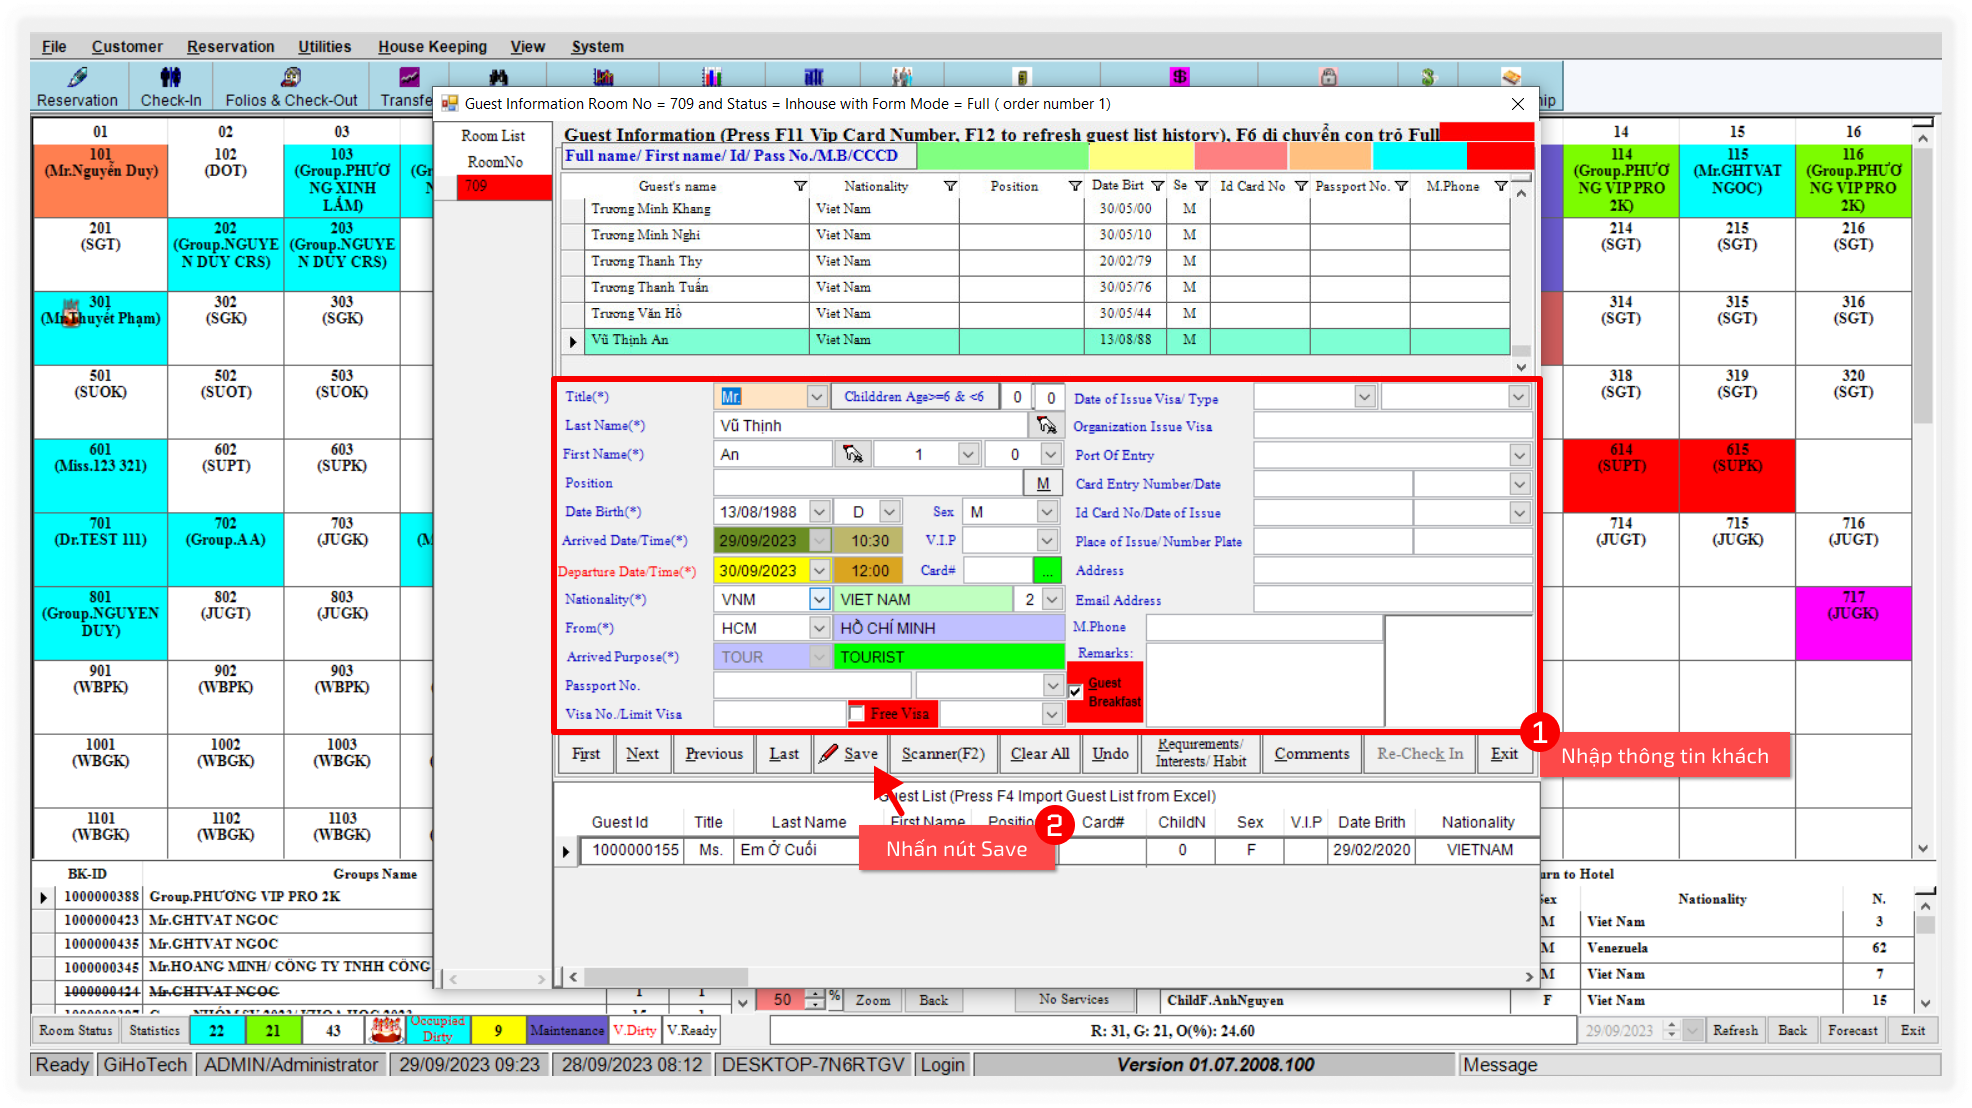 File Customer Reservation Utilities House Keeping View System
Reservation Check-In Folios & Check-Out Transfe
ip
Guest Information Room No = 709 and Status = Inhouse with Form Mode = Full ( order number 1)
Room List
RoomNo
709
Guest Information (Press F11 Vip Card Number, F12 to refresh guest list history), F6 di chuyển con trỏ Full
Full name/ First name/ Id/ Pass No./M.B/CCCD
Guest's name Nationality Position Date Birt Se Id Card No Passport No. M.Phone
Trương Minh Khang Viet Nam 30/05/00 M
Trương Minh Nghi Viet Nam 30/05/10 M
Trương Thanh Thy Viet Nam 20/02/79 M
Trương Thanh Tuấn Viet Nam 30/05/76 M
Trương Văn Hồ Viet Nam 30/05/44 M
Vũ Thịnh An Viet Nam 13/08/88 M
Title(*) Mr. Childdren Age>=6 & <6 0 0 Date of Issue Visa/ Type
Last Name(*) Vũ Thịnh Organization Issue Visa
First Name(*) An 1 0 Port Of Entry
Position M Card Entry Number/Date
Date Birth(*) 13/08/1988 D Sex M Id Card No/Date of Issue
Arrived Date/Time(*) 29/09/2023 10:30 V.I.P Place of Issue/ Number Plate
Departure Date/Time(*) 30/09/2023 12:00 Card# ... Address
Nationality(*) VNM VIET NAM 2 Email Address
From(*) HCM HỒ CHÍ MINH M.Phone
Arrived Purpose(*) TOUR TOURIST Remarks:
Passport No. Guest Breakfast
Visa No./Limit Visa Free Visa
First Next Previous Last Save Scanner(F2) Clear All Undo Requirements/ Interests/ Habit Comments Re-Check In Exit
1
Nhập thông tin khách
Guest List (Press F4 Import Guest List from Excel)
Guest Id Title Last Name First Name Positio Card# ChildN Sex V.I.P Date Brith Nationality
1000000155 Ms. Em Ở Cuối 0 F 29/02/2020 VIETNAM
2
Nhấn nút Save
01 02 03 14 15 16
101 102 103 114 115 116
(Mr.Nguyễn Duy) (DOT) (Group.PHƯƠ (Gr (Group.PHƯƠ (Mr.GHTVAT (Group.PHƯƠ
NG XINH N NG VIP PRO NGOC) NG VIP PRO
LẮM) 2K) 2K)
201 202 203 214 215 216
(SGT) (Group.NGUYE (Group.NGUYE (SGT) (SGT) (SGT)
N DUY CRS) N DUY CRS)
301 302 303 314 315 316
(Mr.Thuyết Phạm) (SGK) (SGK) (SGT) (SGT) (SGT)
501 502 503 318 319 320
(SUOK) (SUOT) (SUOK) (SGT) (SGT) (SGT)
601 602 603 614 615
(Miss.123 321) (SUPT) (SUPK) (SUPT) (SUPK)
701 702 703 714 715 716
(Dr.TEST 111) (Group.AA) (JUGK) (M (JUGT) (JUGK) (JUGT)
801 802 803 717
(Group.NGUYEN (JUGT) (JUGK) (JUGK)
DUY)
901 902 903
(WBPK) (WBPK) (WBPK)
1001 1002 1003
(WBGK) (WBGK) (WBGK)
1101 1102 1103
(WBGK) (WBGK) (WBGK)
BK-ID Groups Name urn to Hotel
1000000388 Group.PHƯƠNG VIP PRO 2K Sex Nationality N.
1000000423 Mr.GHTVAT NGOC M Viet Nam 3
1000000435 Mr.GHTVAT NGOC M Venezuela 62
1000000345 Mr.HOANG MINH/ CÔNG TY TNHH CÔNG M Viet Nam 7
1000000424 Mr.GHTVAT NGOC 1 1 50 % Zoom Back No Services ChildF.AnhNguyen F Viet Nam 15
Room Status Statistics 22 21 43 Occupied Dirty 9 Maintenance V.Dirty V.Ready R: 31, G: 21, O(%): 24.60 29/09/2023 Refresh Back Forecast Exit
Ready GiHoTech ADMIN/Administrator 29/09/2023 09:23 28/09/2023 08:12 DESKTOP-7N6RTGV Login Version 01.07.2008.100 Message